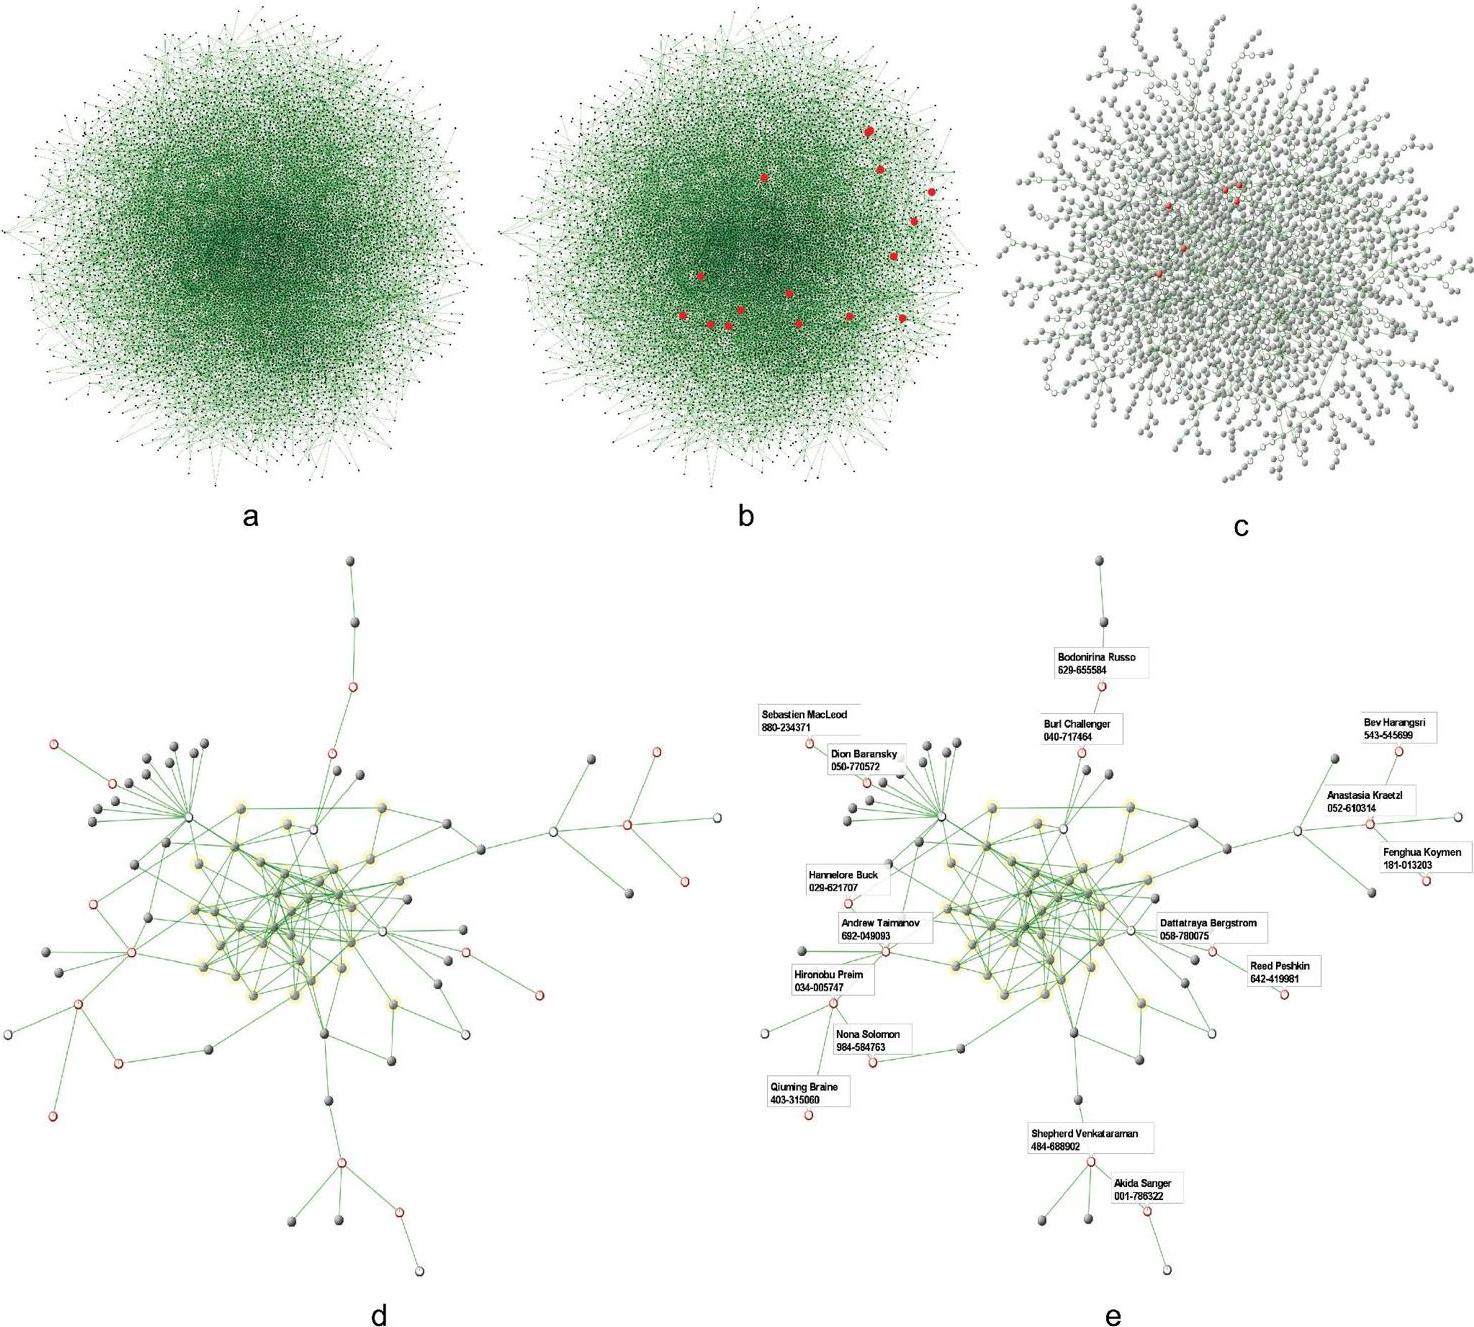 a
b
c
Bodonirina Russo
629-655584
Sebastien MacLeod
880-234371
Burl Challenger
040-717464
Bev Harangsri
543-545699
Dion Baransky
050-770572
Anastasia Kraetzl
052-610314
Fenghua Koymen
181-013203
Hannelore Buck
029-621707
Andrew Taimanov
692-049093
Dattatraya Bergstrom
058-780075
Reed Peshkin
642-419981
Hironobu Preim
034-005747
Nona Solomon
984-584763
Qiuming Braine
403-315060
Shepherd Venkataraman
484-688902
Akida Sanger
001-786322
d
e